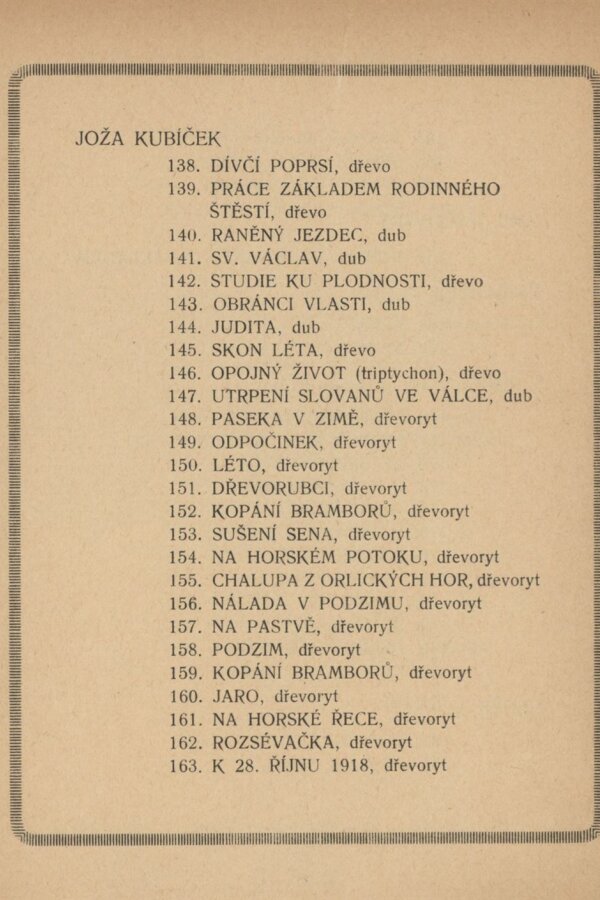 JOŽA KUBÍČEK
138. DÍVČÍ POPRSÍ, dřevo
139. PRÁCE ZÁKLADEM RODINNÉHO
ŠTĚSTÍ, dřevo
140. RANĚNÝ JEZDEC, dub
141. SV. VÁCLAV, dub
142. STUDIE KU PLODNOSTI, dřevo
143. OBRÁNCI VLASTI, dub
144. JUDITA, dub
145. SKON LÉTA, dřevo
146. OPOJNÝ ŽIVOT (triptychon), dřevo
147. UTRPENÍ SLOVANŮ VE VÁLCE, dub
148. PASEKA V ZIMĚ, dřevoryt
149. ODPOČINEK, dřevoryt
150. LÉTO, dřevoryt
151. DŘEVORUBCI, dřevoryt
152. KOPÁNÍ BRAMBORŮ, dřevoryt
153. SUŠENÍ SENA, dřevoryt
154. NA HORSKÉM POTOKU, dřevoryt
155. CHALUPA Z ORLICKÝCH HOR, dřevoryt
156. NÁLADA V PODZIMU, dřevoryt
157. NA PASTVĚ, dřevoryt
158. PODZIM, dřevoryt
159. KOPÁNÍ BRAMBORŮ, dřevoryt
160. JARO, dřevoryt
161. NA HORSKÉ ŘECE, dřevoryt
162. ROZSÉVAČKA, dřevoryt
163. K 28. ŘÍJNU 1918, dřevoryt